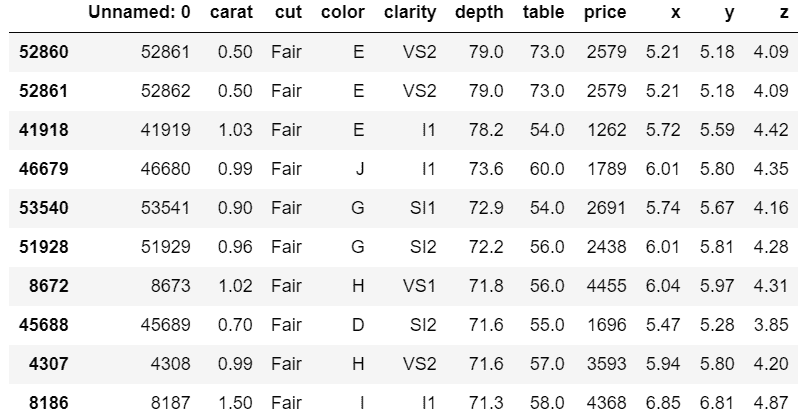 Unnamed: 0 carat cut color clarity depth table price x y z
52860 52861 0.50 Fair E VS2 79.0 73.0 2579 5.21 5.18 4.09
52861 52862 0.50 Fair E VS2 79.0 73.0 2579 5.21 5.18 4.09
41918 41919 1.03 Fair E I1 78.2 54.0 1262 5.72 5.59 4.42
46679 46680 0.99 Fair J I1 73.6 60.0 1789 6.01 5.80 4.35
53540 53541 0.90 Fair G SI1 72.9 54.0 2691 5.74 5.67 4.16
51928 51929 0.96 Fair G SI2 72.2 56.0 2438 6.01 5.81 4.28
8672 8673 1.02 Fair H VS1 71.8 56.0 4455 6.04 5.97 4.31
45688 45689 0.70 Fair D SI2 71.6 55.0 1696 5.47 5.28 3.85
4307 4308 0.99 Fair H VS2 71.6 57.0 3593 5.94 5.80 4.20
8186 8187 1.50 Fair I I1 71.3 58.0 4368 6.85 6.81 4.87